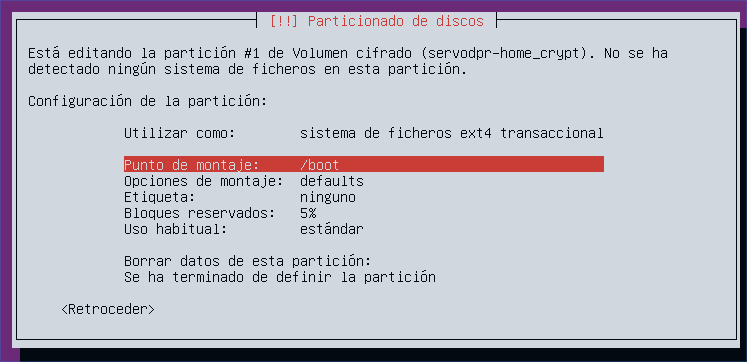 [!!] Particionado de discos
Está editando la partición #1 de Volumen cifrado (servodpr-home_crypt). No se ha
detectado ningún sistema de ficheros en esta partición.
Configuración de la partición:
Utilizar como: sistema de ficheros ext4 transaccional
Punto de montaje: /boot
Opciones de montaje: defaults
Etiqueta: ninguno
Bloques reservados: 5%
Uso habitual: estándar
Borrar datos de esta partición:
Se ha terminado de definir la partición
<Retroceder>